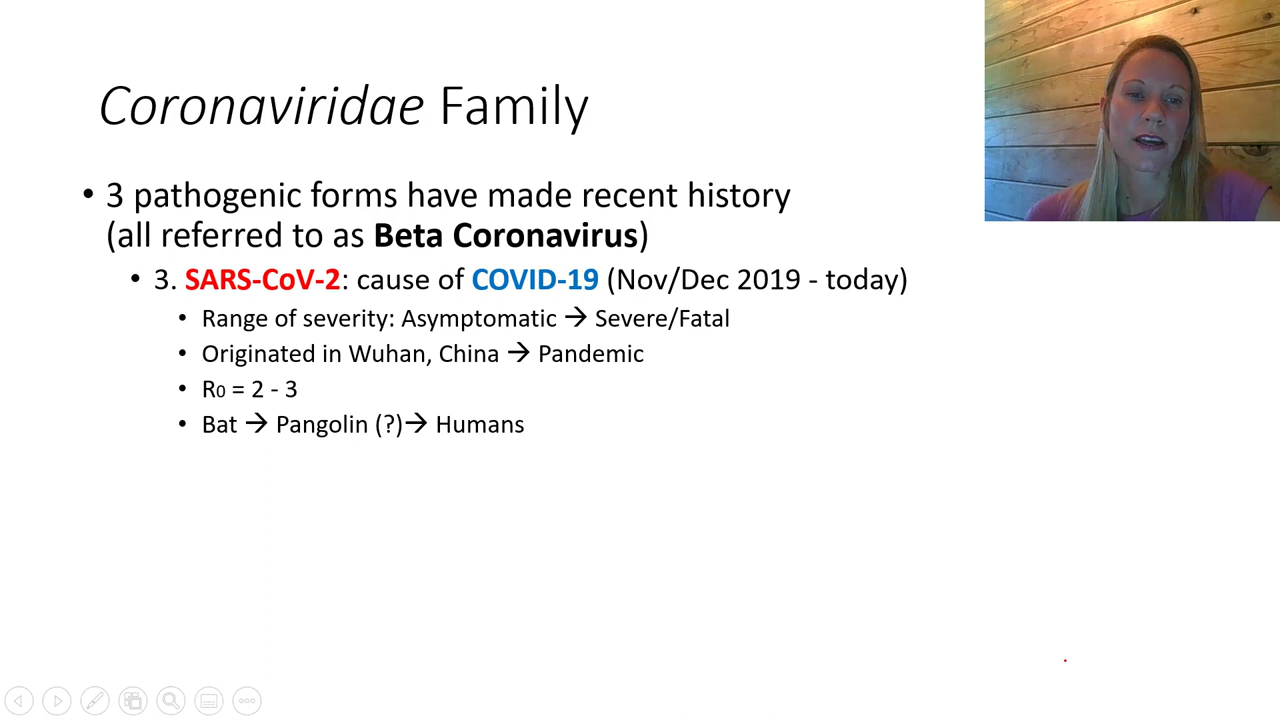 Coronaviridae Family
• 3 pathogenic forms have made recent history
(all referred to as Beta Coronavirus)
• 3. SARS-CoV-2: cause of COVID-19 (Nov/Dec 2019 - today)
• Range of severity: Asymptomatic → Severe/Fatal
• Originated in Wuhan, China → Pandemic
• R0 = 2 - 3
• Bat → Pangolin (?)→ Humans